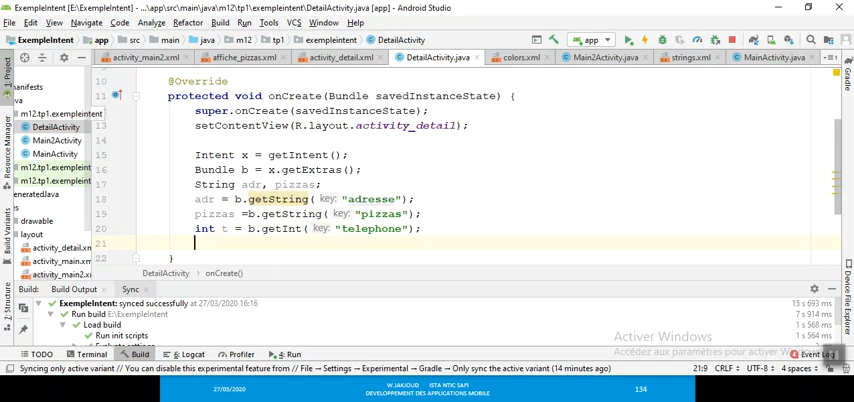 ExempleIntent [E:\ExempleIntent] - ...\app\src\main\java\m12\tp1\exempleintent\DetailActivity.java [app] - Android Studio
File Edit View Navigate Code Analyze Refactor Build Run Tools VCS Window Help
ExempleIntent app src main java m12 tp1 exempleintent DetailActivity app
activity_main2.xml affiche_pizzas.xml activity_detail.xml DetailActivity.java colors.xml Main2Activity.java strings.xml MainActivity.java
1: Project
Resource Manager
Build Variants
7: Structure
Gradle
Device File Explorer
manifests
ava
m12.tp1.exempleintent
DetailActivity
Main2Activity
MainActivity
m12.tp1.exempleint
m12.tp1.exempleint
eneratedJava
es
drawable
layout
activity_detail.xm
activity_main.xml
activity_main2.xm
10 @Override
11 protected void onCreate(Bundle savedInstanceState) {
12 super.onCreate(savedInstanceState);
13 setContentView(R.layout.activity_detail);
14
15 Intent x = getIntent();
16 Bundle b = x.getExtras();
17 String adr, pizzas;
18 adr = b.getString( key: "adresse");
19 pizzas =b.getString( key: "pizzas");
20 int t = b.getInt( key: "telephone");
21
22 }
DetailActivity onCreate()
Build: Build Output Sync
ExempleIntent: synced successfully at 27/03/2020 16:16 15 s 693 ms
Run build E:\ExempleIntent 7 s 914 ms
Load build 1 s 568 ms
Run init scripts 1 s 564 ms
Activer Windows
Accédez aux paramètres pour activer
TODO Terminal Build 6: Logcat Profiler 4: Run Event Log
Syncing only active variant // You can disable this experimental feature from // File → Settings → Experimental → Gradle → Only sync the active variant (14 minutes ago) 21:9 CRLF UTF-8 4 spaces
27/03/2020 W.JAKJOUD ISTA NTIC SAFI 134
DEVELOPPEMENT DES APPLICATIONS MOBILE